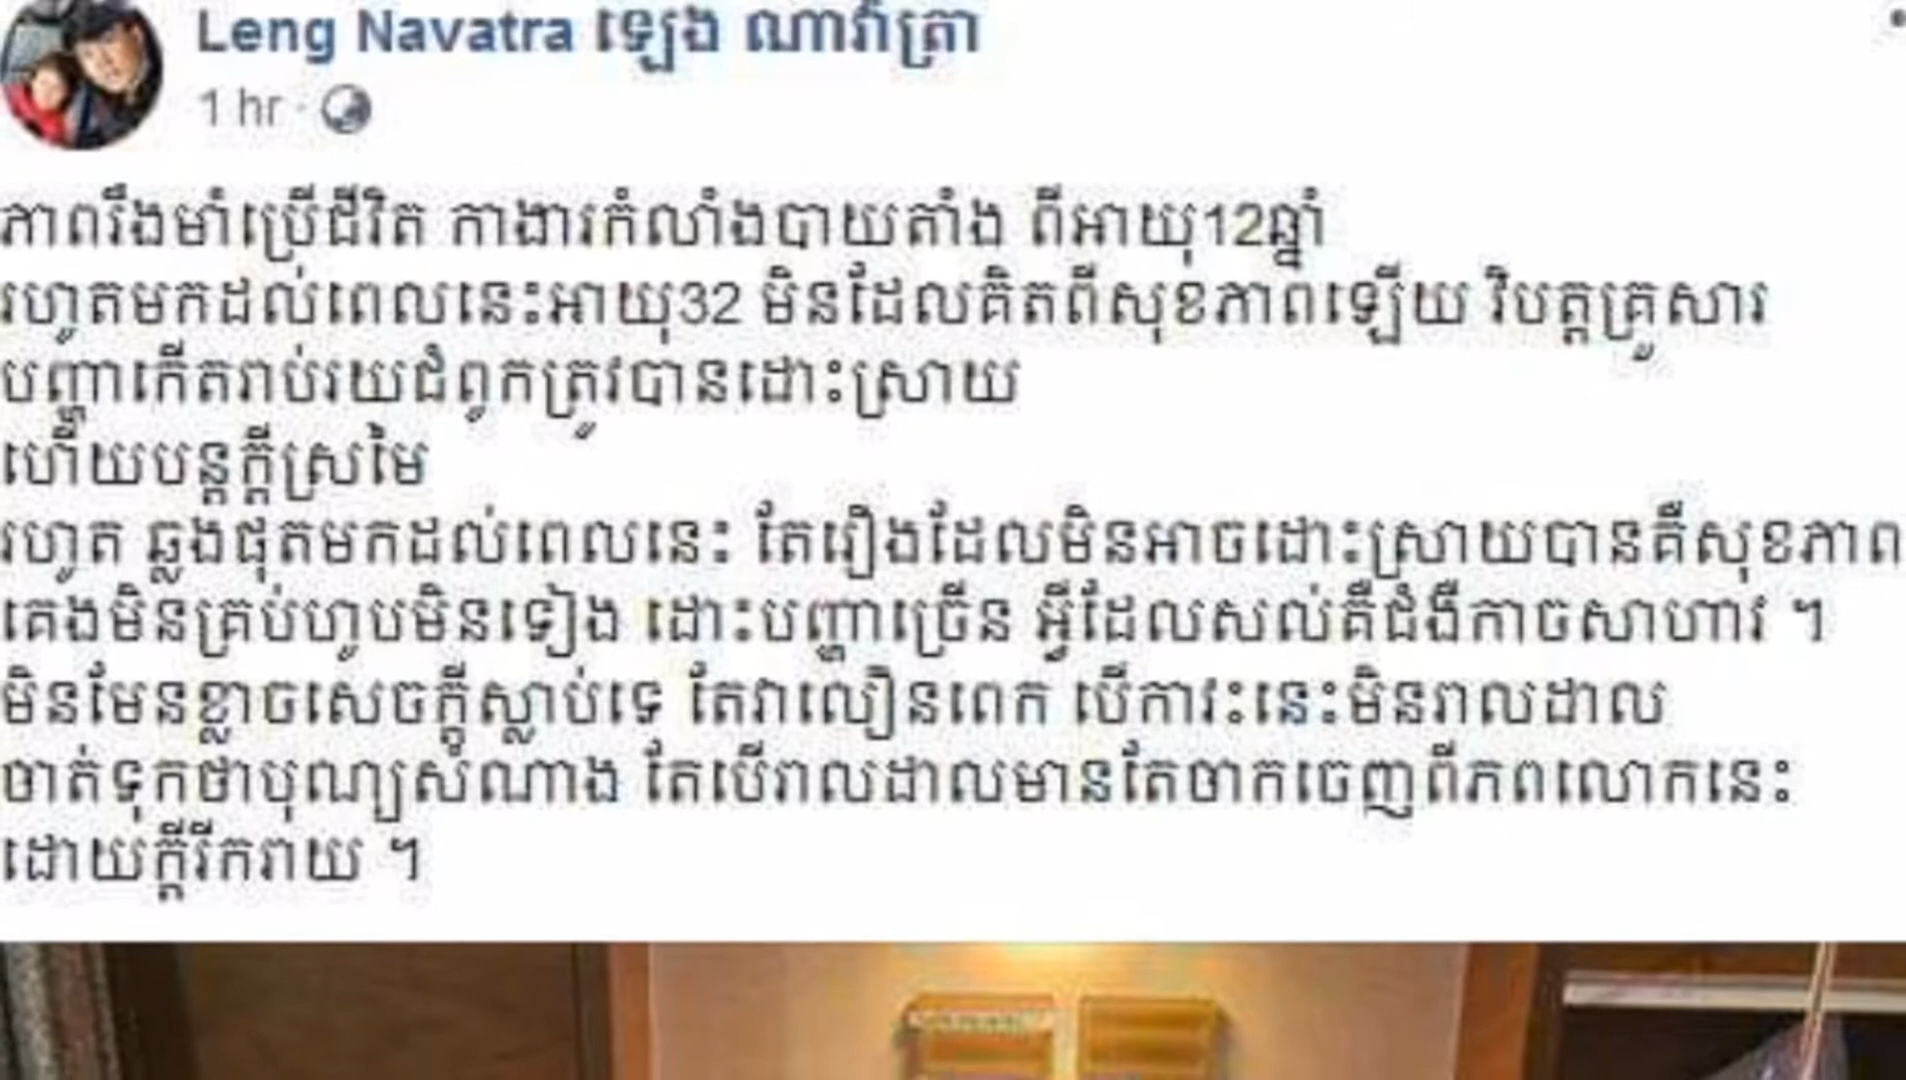 Leng Navatra ឡេង ណាវ៉ាត្រា
1 hr ·
ភាពរឹងមាំប្រើជីវិត កាងារកំលាំងបាយតាំង ពីអាយុ12ឆ្នាំ
រហូតមកដល់ពេលនេះអាយុ32 មិនដែលគិតពីសុខភាពឡើយ វិបត្តគ្រួសារ
បញ្ហាកើតរាប់រយជំពូកត្រូវបានដោះស្រាយ
ហើយបន្តក្តីស្រមៃ
រហូត ឆ្លងផុតមកដល់ពេលនេះ តែរឿងដែលមិនអាចដោះស្រាយបានគឺសុខភាព
គេងមិនគ្រប់ហូបមិនទៀង ដោះបញ្ហាច្រើន អ្វីដែលសល់គឺជំងឺកាចសាហាវ ។
មិនមែនខ្លាចសេចក្តីស្លាប់ទេ តែវាលឿនពេក បើកាវះនេះមិនរាលដាល
ចាត់ទុកថាបុណ្យសំណាង តែបើរាលដាលមានតែចាកចេញពីភពលោកនេះ
ដោយក្តីរីករាយ ។